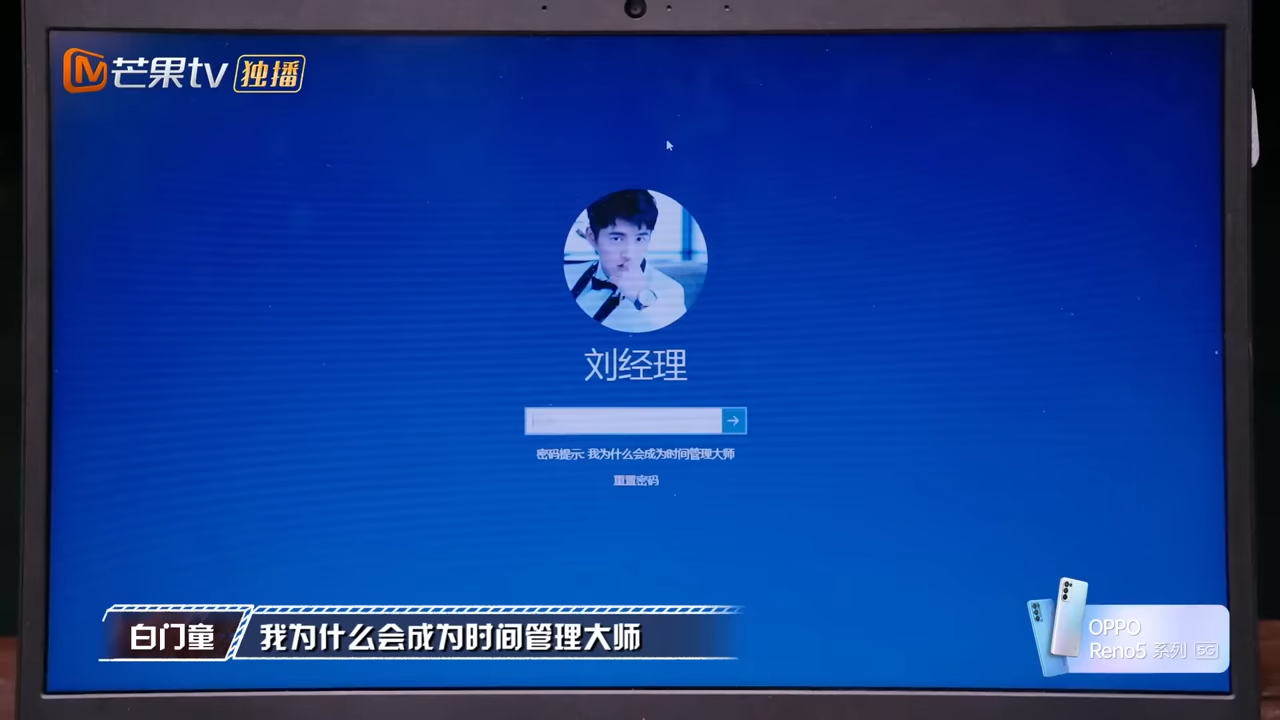 芒果tv 独播
刘经理
密码提示: 我为什么会成为时间管理大师
重置密码
白门童 我为什么会成为时间管理大师
OPPO
Reno5 系列 5G